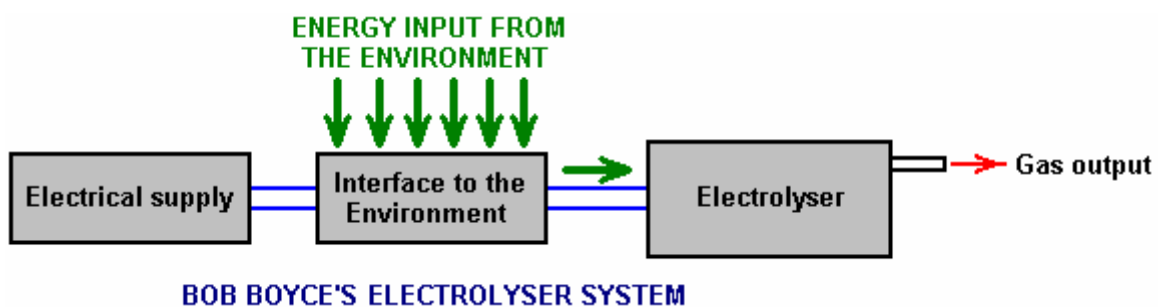 ENERGY INPUT FROM
THE ENVIRONMENT
Electrical supply
Interface to the
Environment
Electrolyser
Gas output
BOB BOYCE'S ELECTROLYSER SYSTEM